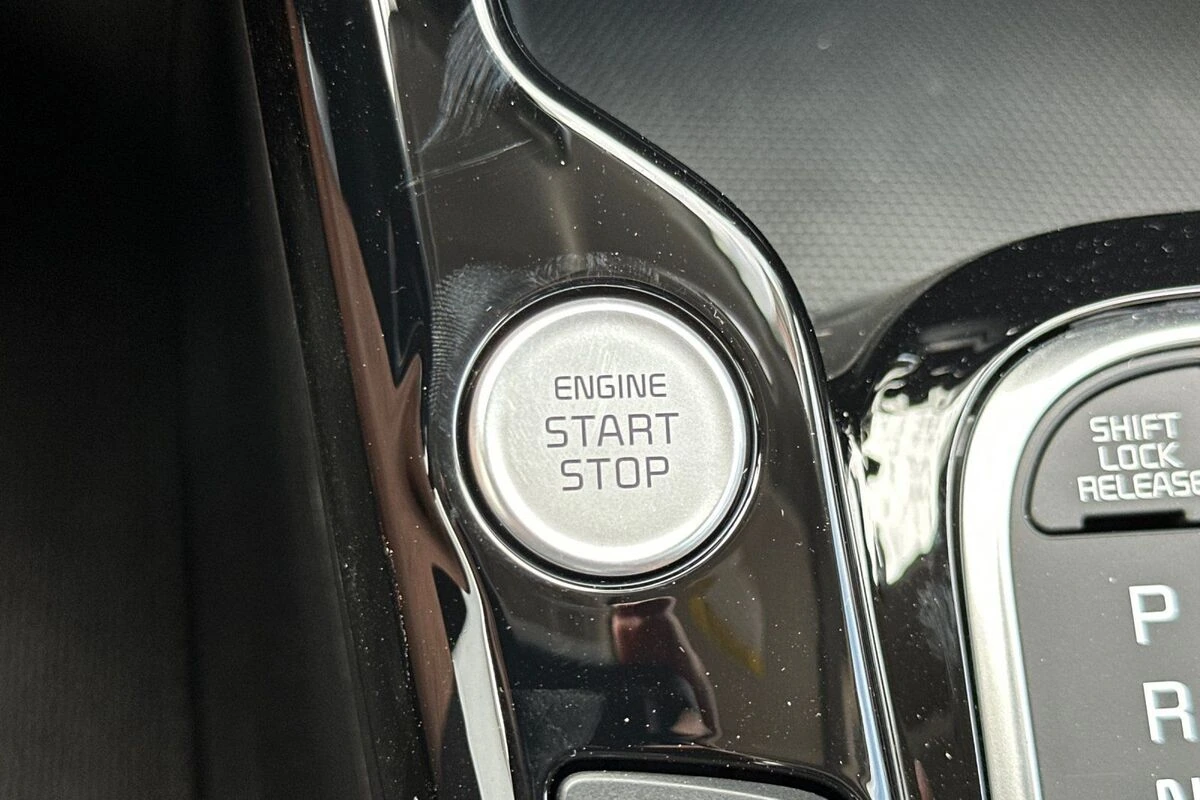 ENGINE
START
STOP
SHIFT
LOCK
RELEASE
P
R